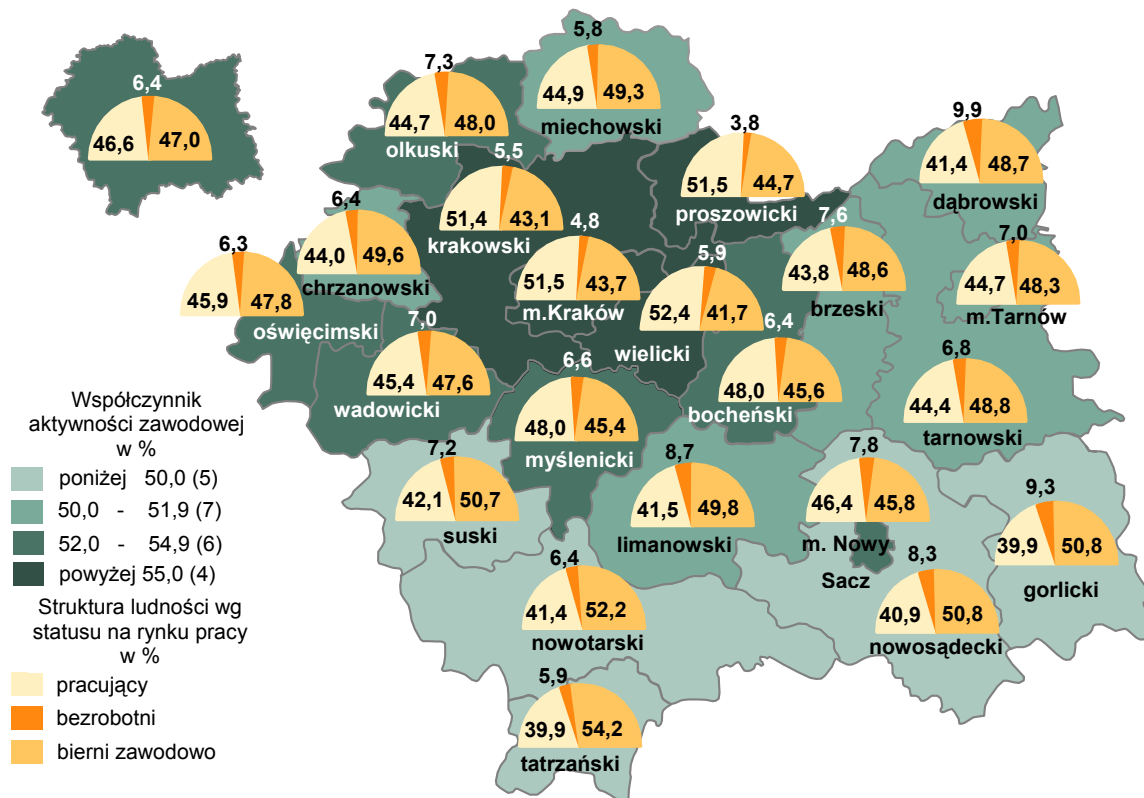 6,4
46,6
47,0
5,8
44,9
49,3
miechowski
7,3
44,7
48,0
olkuski
3,8
51,5
44,7
proszowicki
9,9
41,4
48,7
dąbrowski
5,5
51,4
43,1
krakowski
6,4
44,0
49,6
chrzanowski
4,8
51,5
43,7
m.Kraków
7,6
43,8
48,6
brzeski
7,0
44,7
48,3
m.Tarnów
6,3
45,9
47,8
oświęcimski
5,9
52,4
41,7
wielicki
7,0
45,4
47,6
wadowicki
6,4
48,0
45,6
bocheński
6,8
44,4
48,8
tarnowski
6,6
48,0
45,4
myślenicki
7,2
42,1
50,7
suski
8,7
41,5
49,8
limanowski
7,8
46,4
45,8
m. Nowy
Sacz
9,3
39,9
50,8
gorlicki
6,4
41,4
52,2
nowotarski
8,3
40,9
50,8
nowosądecki
5,9
39,9
54,2
tatrzański
Współczynnik
aktywności zawodowej
w %
poniżej 50,0 (5)
50,0 - 51,9 (7)
52,0 - 54,9 (6)
powyżej 55,0 (4)
Struktura ludności wg
statusu na rynku pracy
w %
pracujący
bezrobotni
bierni zawodowo